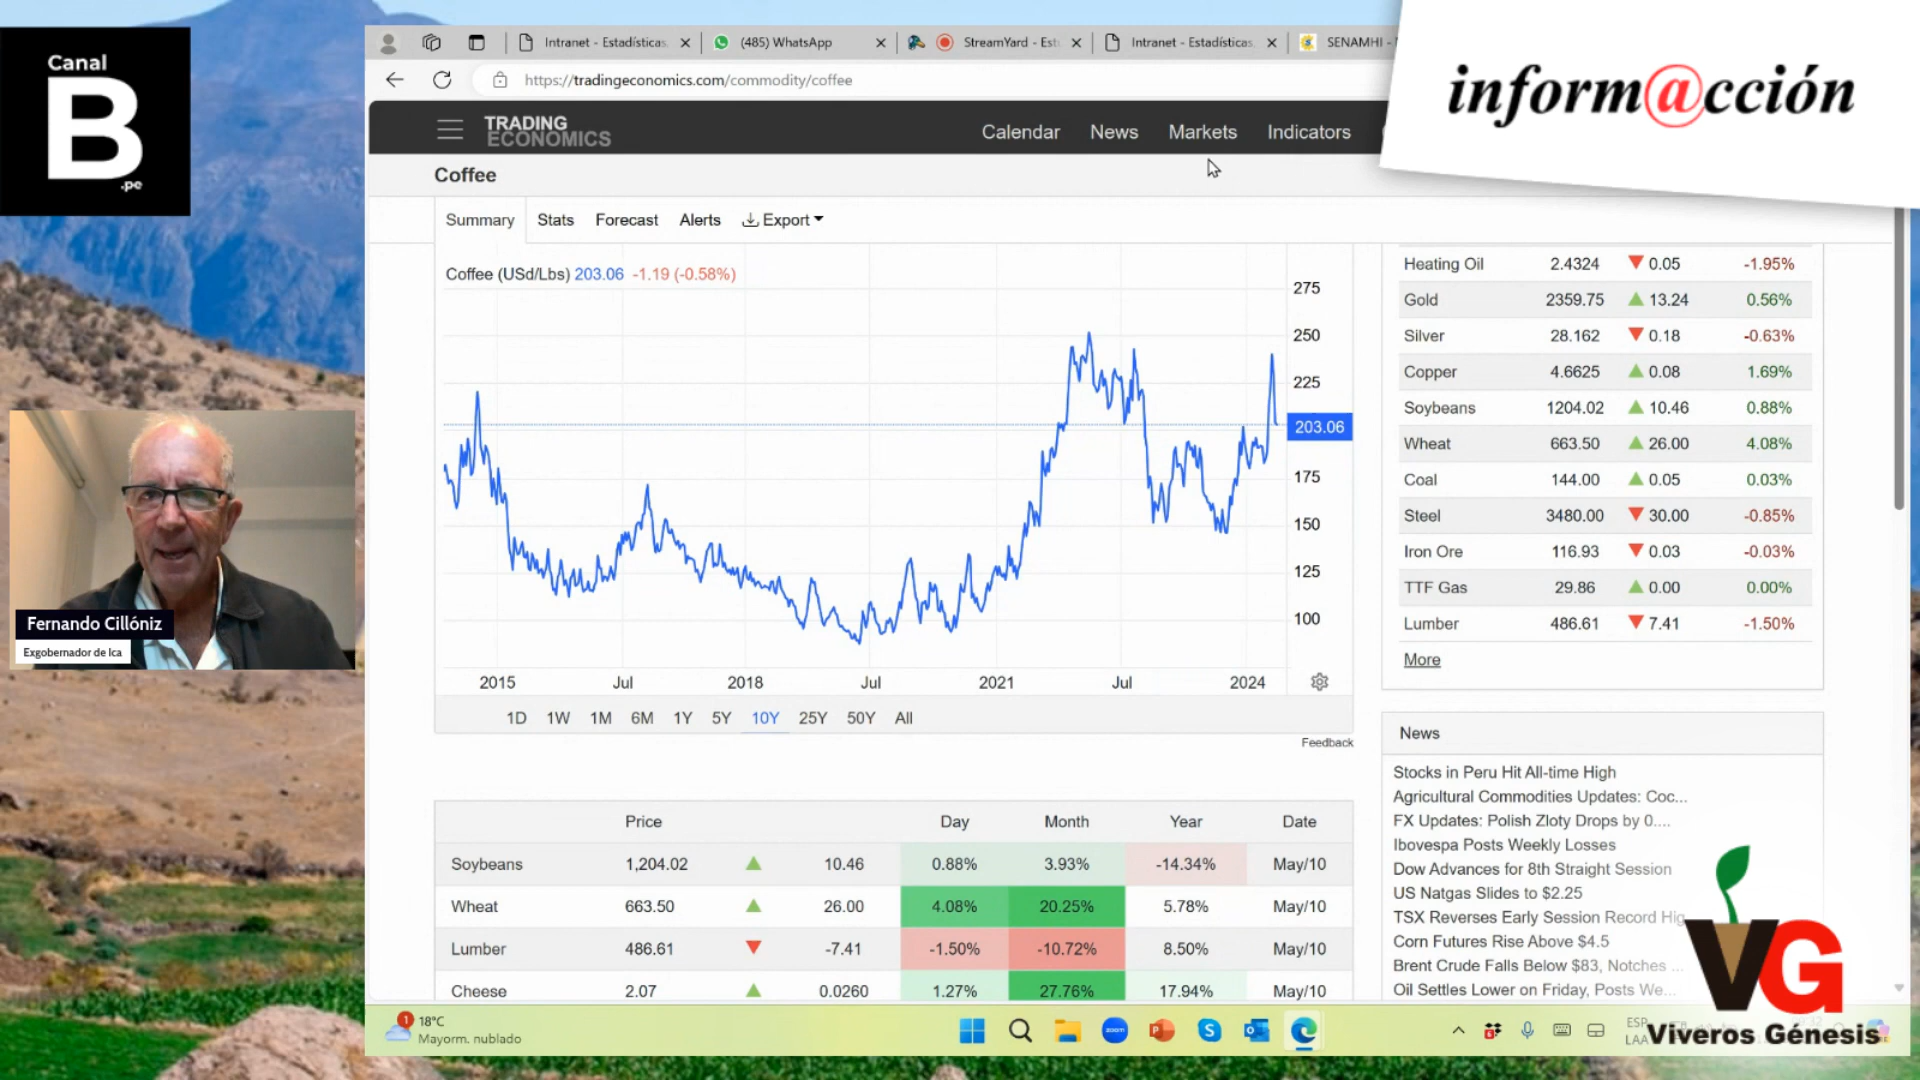 Canal
B
.pe
Intranet - Estadísticas.
(485) WhatsApp
StreamYard - Est
Intranet - Estadísticas.
SENAMHI -
https://tradingeconomics.com/commodity/coffee
inform@cción
TRADING
ECONOMICS
Calendar
News
Markets
Indicators
Coffee
Summary
Stats
Forecast
Alerts
Export
Coffee (USd/Lbs) 203.06 -1.19 (-0.58%)
275
250
225
203.06
175
150
125
100
2015
Jul
2018
Jul
2021
Jul
2024
1D 1W 1M 6M 1Y 5Y 10Y 25Y 50Y All
Feedback
Heating Oil 2.4324 0.05 -1.95%
Gold 2359.75 13.24 0.56%
Silver 28.162 0.18 -0.63%
Copper 4.6625 0.08 1.69%
Soybeans 1204.02 10.46 0.88%
Wheat 663.50 26.00 4.08%
Coal 144.00 0.05 0.03%
Steel 3480.00 30.00 -0.85%
Iron Ore 116.93 0.03 -0.03%
TTF Gas 29.86 0.00 0.00%
Lumber 486.61 7.41 -1.50%
More
Fernando Cillóniz
Exgobernador de Ica
Price Day Month Year Date
Soybeans 1,204.02 10.46 0.88% 3.93% -14.34% May/10
Wheat 663.50 26.00 4.08% 20.25% 5.78% May/10
Lumber 486.61 -7.41 -1.50% -10.72% 8.50% May/10
Cheese 2.07 0.0260 1.27% 27.76% 17.94% May/10
News
Stocks in Peru Hit All-time High
Agricultural Commodities Updates: Coc...
FX Updates: Polish Zloty Drops by 0....
Ibovespa Posts Weekly Losses
Dow Advances for 8th Straight Session
US Natgas Slides to $2.25
TSX Reverses Early Session Record Hig
Corn Futures Rise Above $4.5
Brent Crude Falls Below $83, Notches ...
Oil Settles Lower on Friday, Posts We...
VG
Viveros Génesis
1
18°C
Mayorm. nublado
zoom
ESP
LAA